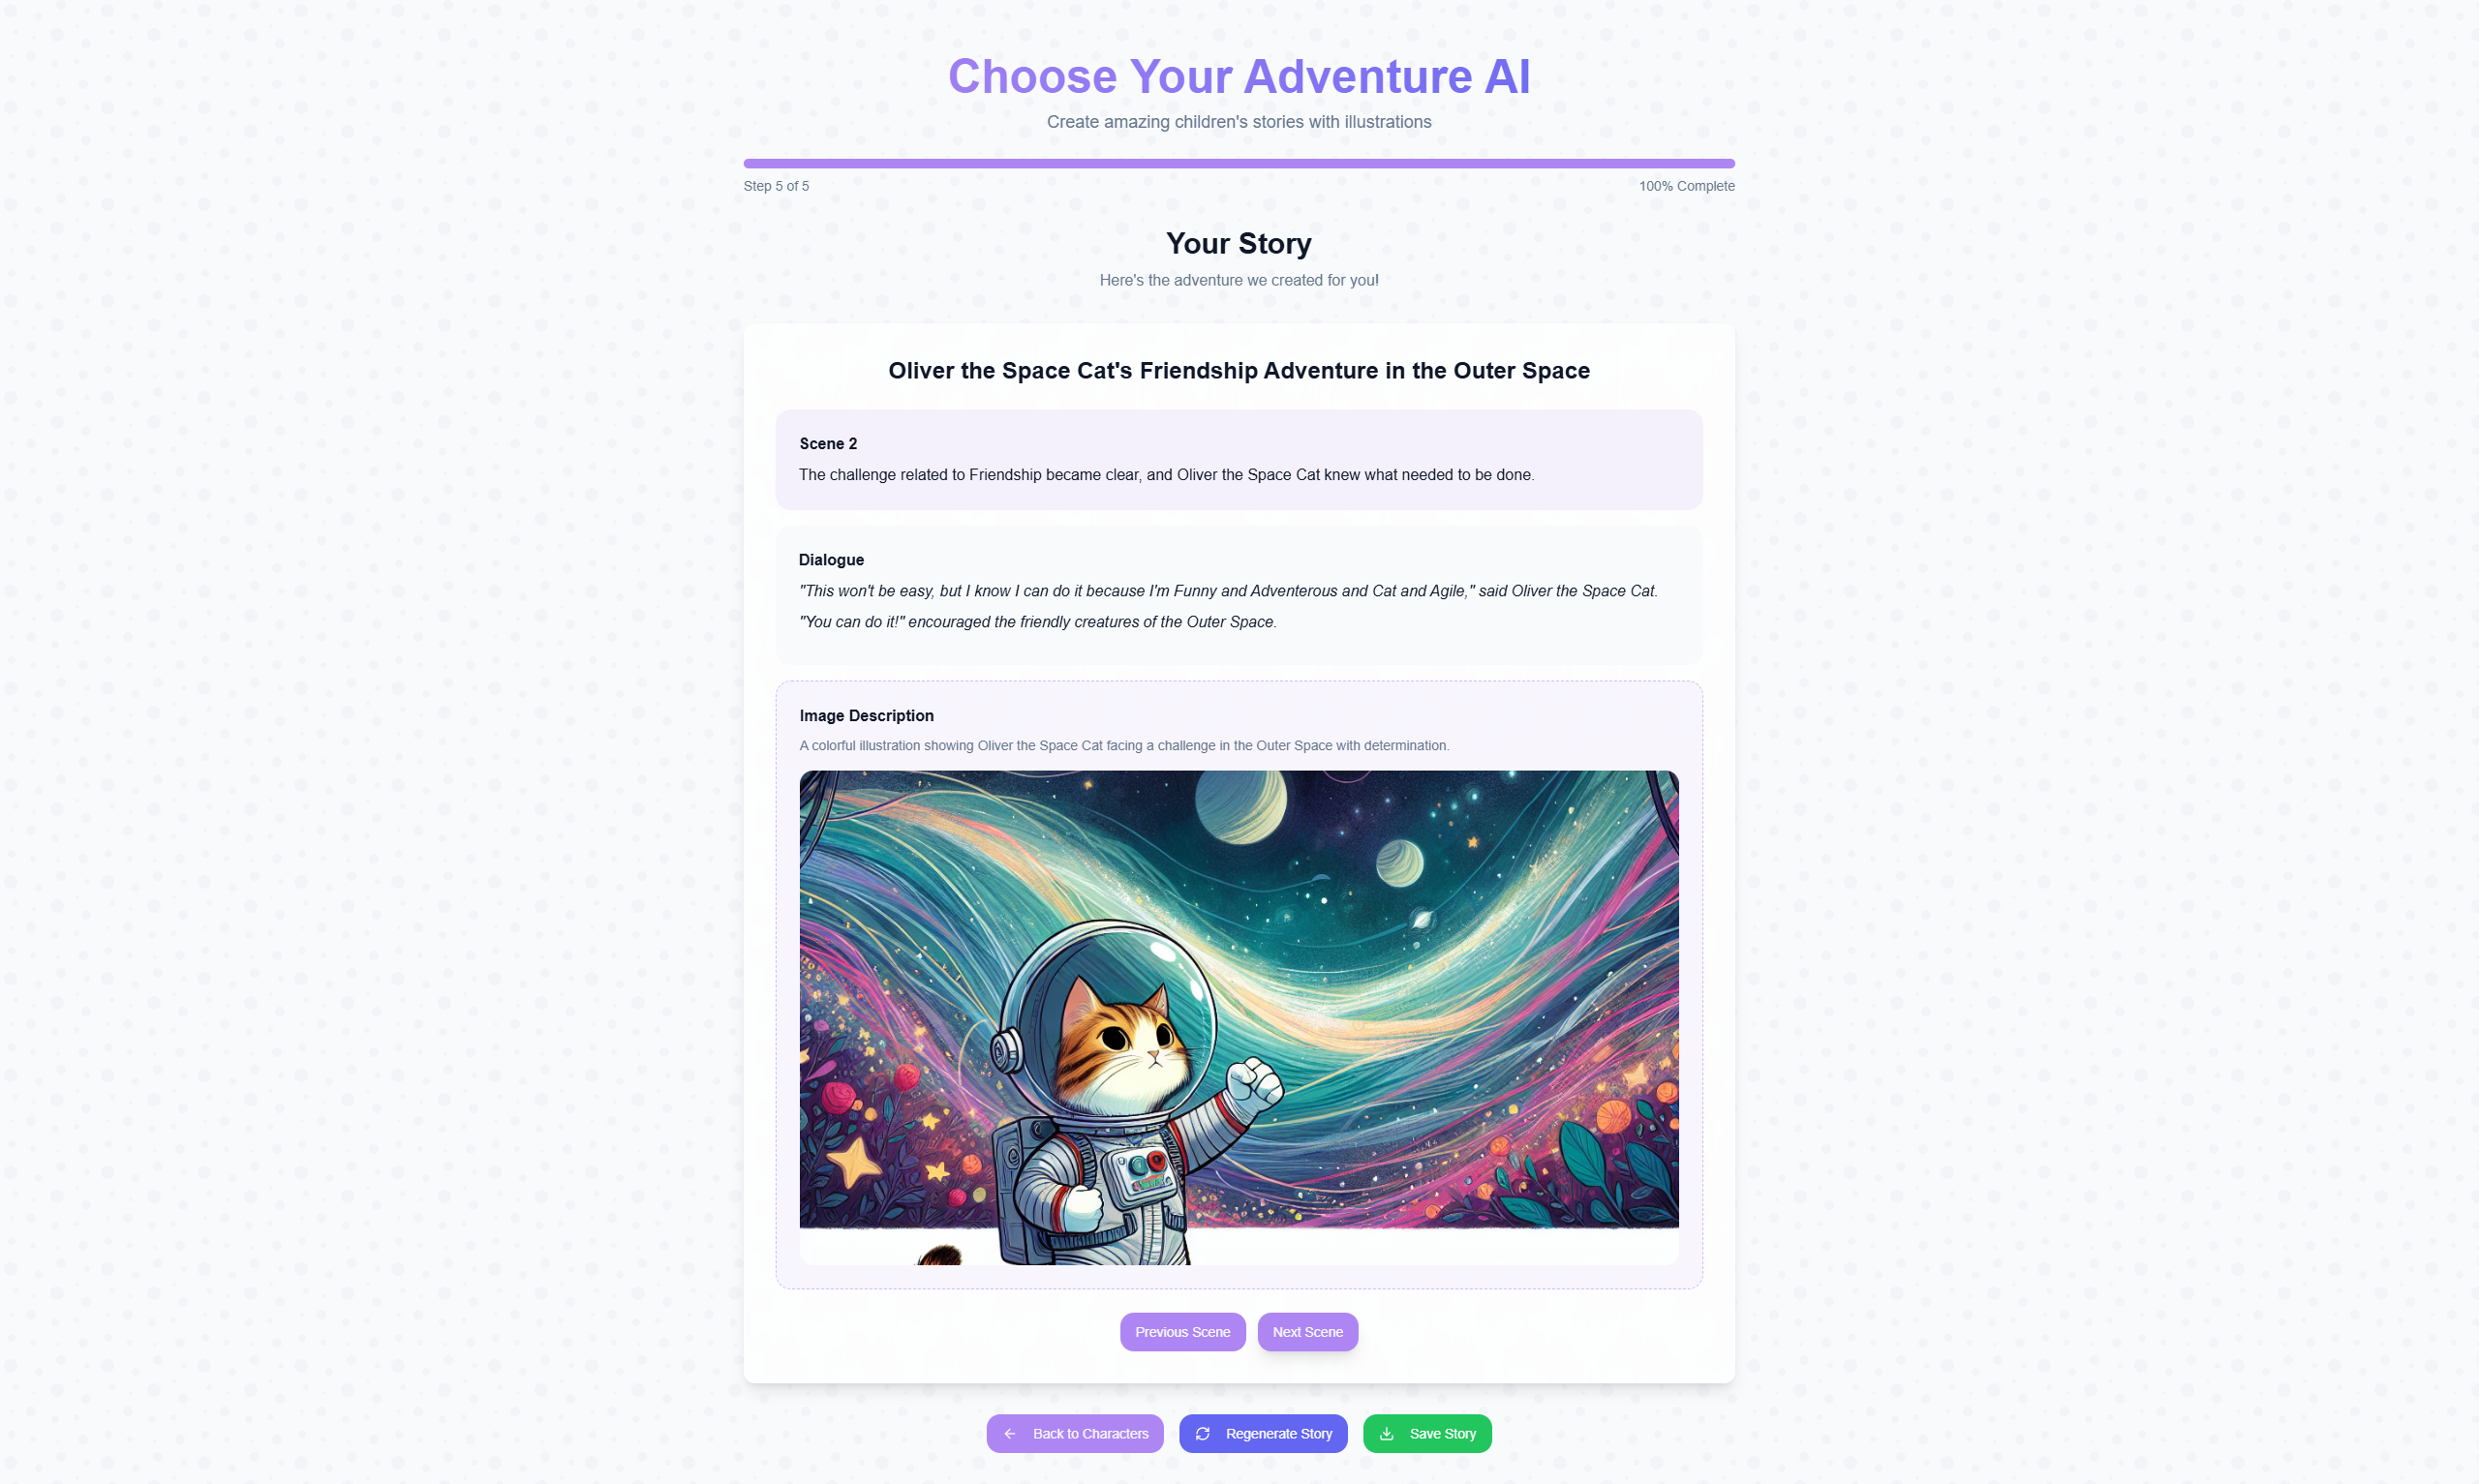 Choose Your Adventure AI
Create amazing children's stories with illustrations
Step 5 of 5
100% Complete
Your Story
Here's the adventure we created for you!
Oliver the Space Cat's Friendship Adventure in the Outer Space
Scene 2
The challenge related to Friendship became clear, and Oliver the Space Cat knew what needed to be done.
Dialogue
"This won't be easy, but I know I can do it because I'm Funny and Adventerous and Cat and Agile," said Oliver the Space Cat.
"You can do it!" encouraged the friendly creatures of the Outer Space.
Image Description
A colorful illustration showing Oliver the Space Cat facing a challenge in the Outer Space with determination.
Previous Scene
Next Scene
Back to Characters
Regenerate Story
Save Story